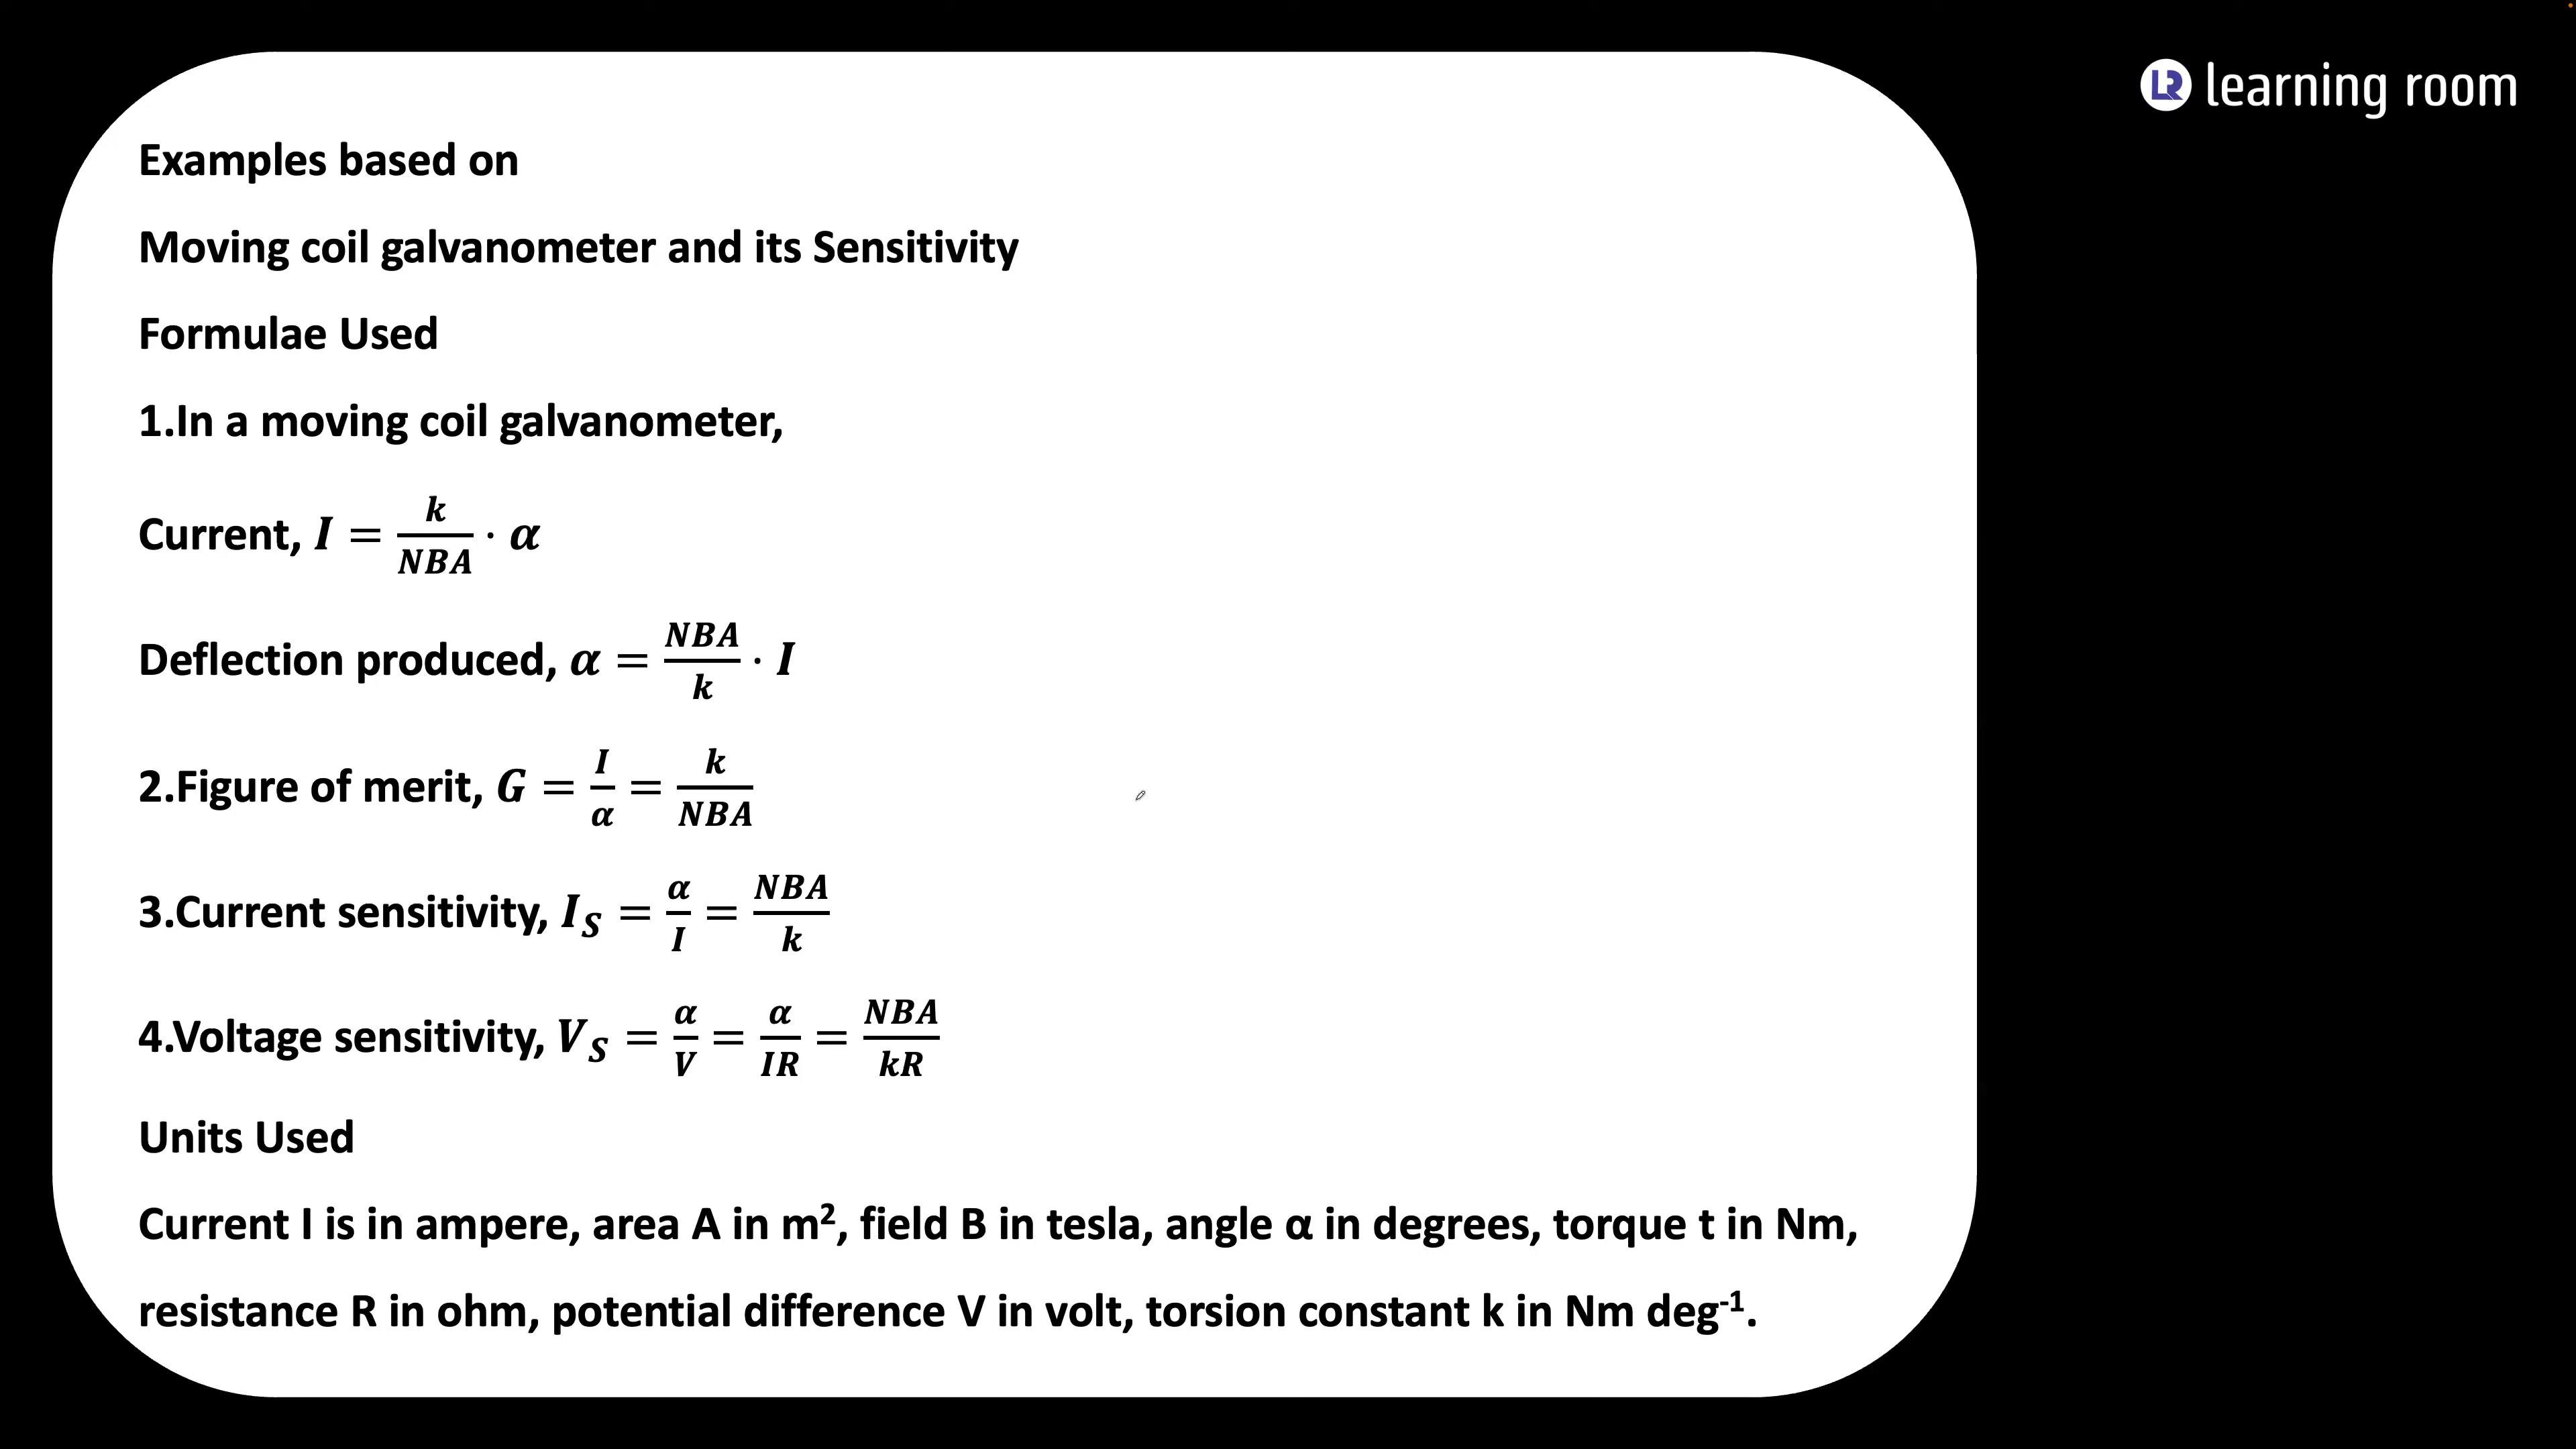 learning room
Examples based on
Moving coil galvanometer and its Sensitivity
Formulae Used
1.In a moving coil galvanometer,
Current, I = k/NBA · α
Deflection produced, α = NBA/k · I
2.Figure of merit, G = I/α = k/NBA
3.Current sensitivity, I_S = α/I = NBA/k
4.Voltage sensitivity, V_S = α/V = α/IR = NBA/kR
Units Used
Current I is in ampere, area A in m², field B in tesla, angle α in degrees, torque t in Nm,
resistance R in ohm, potential difference V in volt, torsion constant k in Nm deg⁻¹.